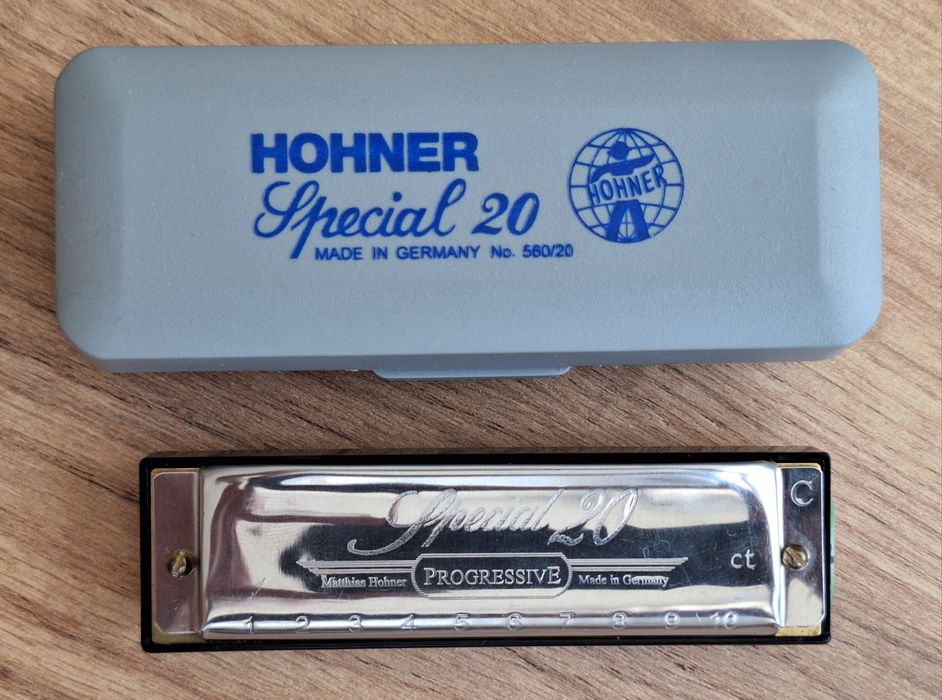 HOHNER
Special 20
MADE IN GERMANY No. 560/20
HOHNER
Special 20
C
ct
Matthias Hohner PROGRESSIVE Made in Germany
1 2 3 4 5 6 7 8 9 10